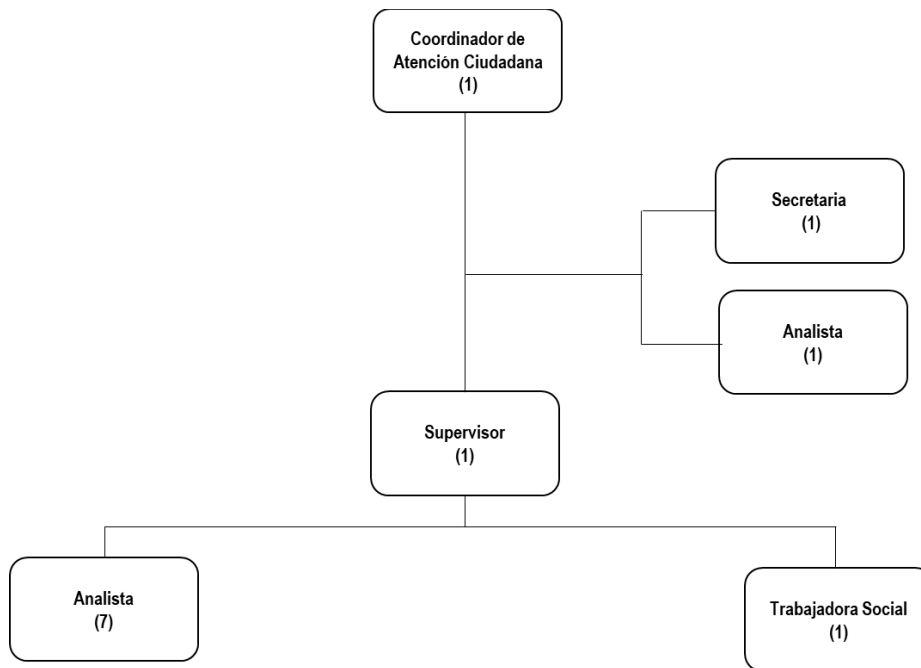 Coordinador de
Atención Ciudadana
(1)
Secretaria
(1)
Analista
(1)
Supervisor
(1)
Analista
(7)
Trabajadora Social
(1)